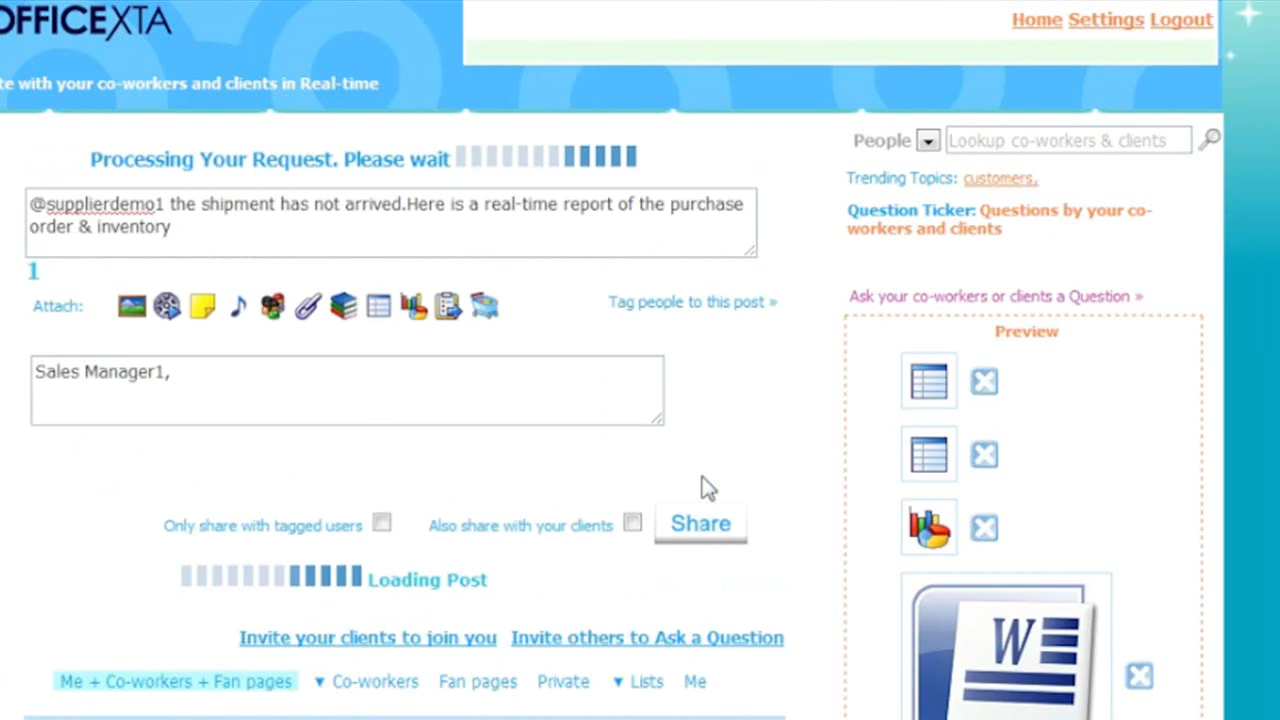 OFFICEXTA
Home Settings Logout
te with your co-workers and clients in Real-time
People Lookup co-workers & clients
Processing Your Request. Please wait
Trending Topics: customers,
@supplierdemo1 the shipment has not arrived.Here is a real-time report of the purchase
order & inventory
Question Ticker: Questions by your co-
workers and clients
1
Attach:
Tag people to this post »
Ask your co-workers or clients a Question »
Preview
Sales Manager1,
Only share with tagged users
Also share with your clients
Share
Loading Post
W
Invite your clients to join you Invite others to Ask a Question
Me + Co-workers + Fan pages ▼ Co-workers Fan pages Private ▼ Lists Me